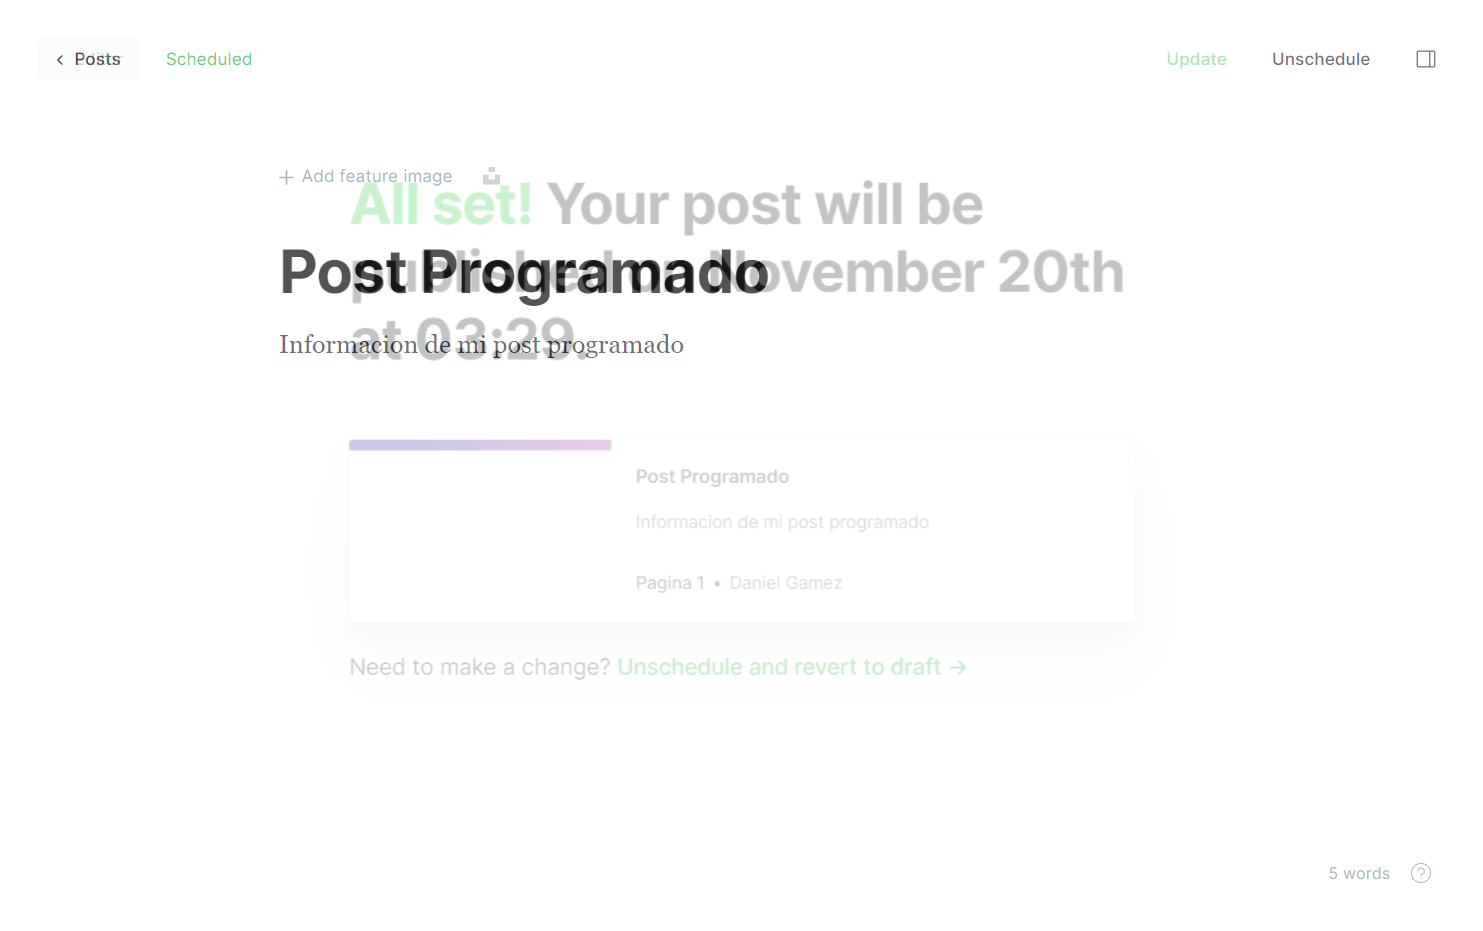 Posts
Editor
Scheduled
Update
Unschedule
Add feature image
All set! Your post will be
published on November 20th
at 03:29.
Post Programado
Informacion de mi post programado
Post Programado
Informacion de mi post programado
Pagina 1 • Daniel Gamez
Need to make a change? Unschedule and revert to draft →
5 words
?